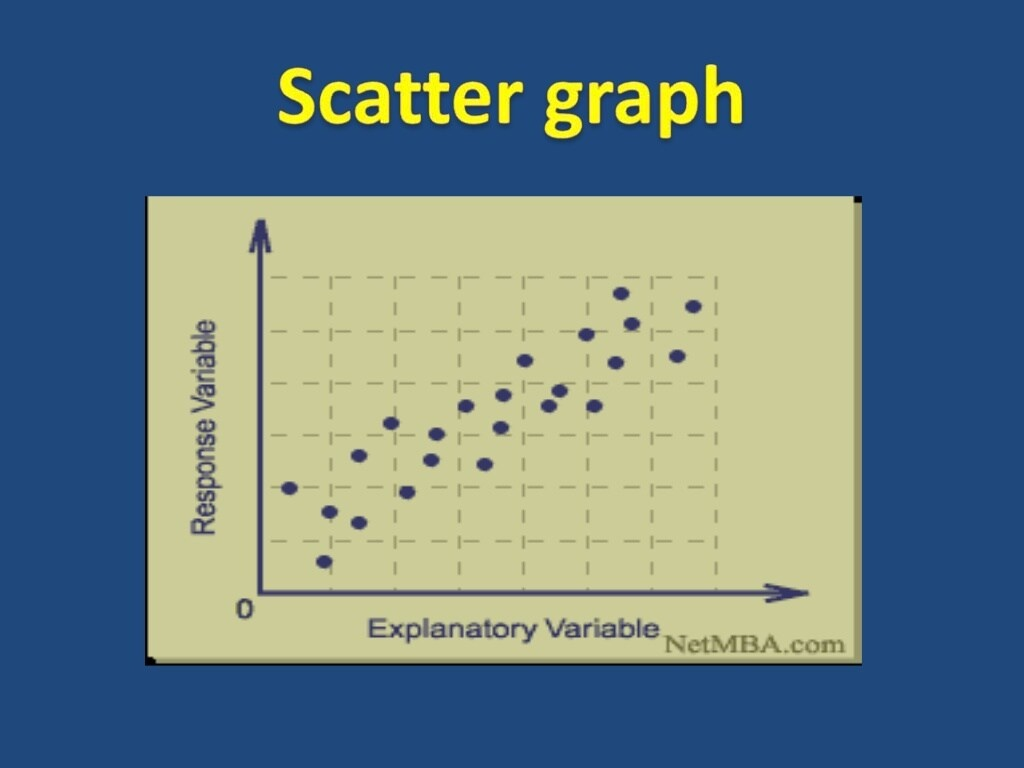 Scatter graph
Response Variable
0
Explanatory Variable
NetMBA.com